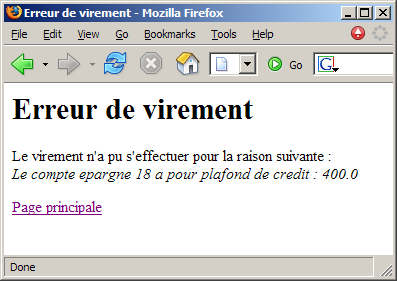 Erreur de virement - Mozilla Firefox
File Edit View Go Bookmarks Tools Help
Go G
Erreur de virement
Le virement n'a pu s'effectuer pour la raison suivante :
Le compte epargne 18 a pour plafond de credit : 400.0
Page principale
Done